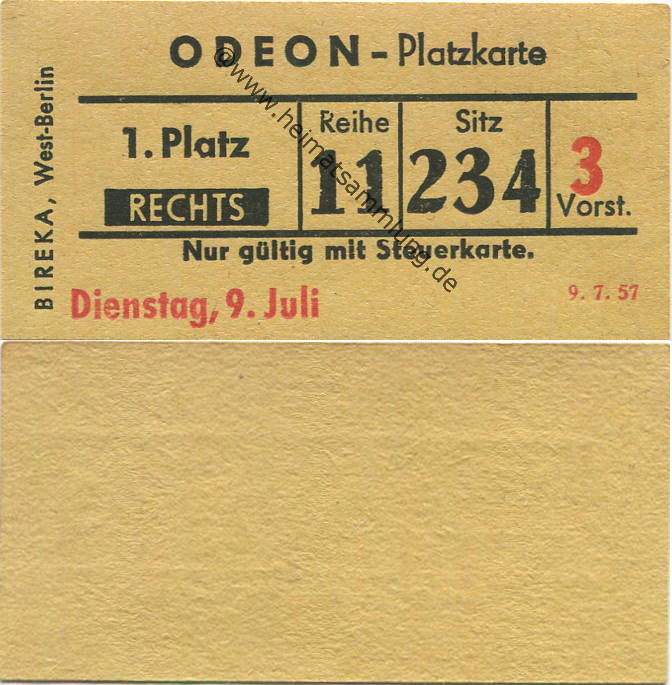 ODEON - Platzkarte
BIREKA, West-Berlin
1. Platz
RECHTS
Reihe
11
Sitz
234
3
Vorst.
Nur gültig mit Steuerkarte.
Dienstag, 9. Juli
9. 7. 57
@www.heimatsammlung.de